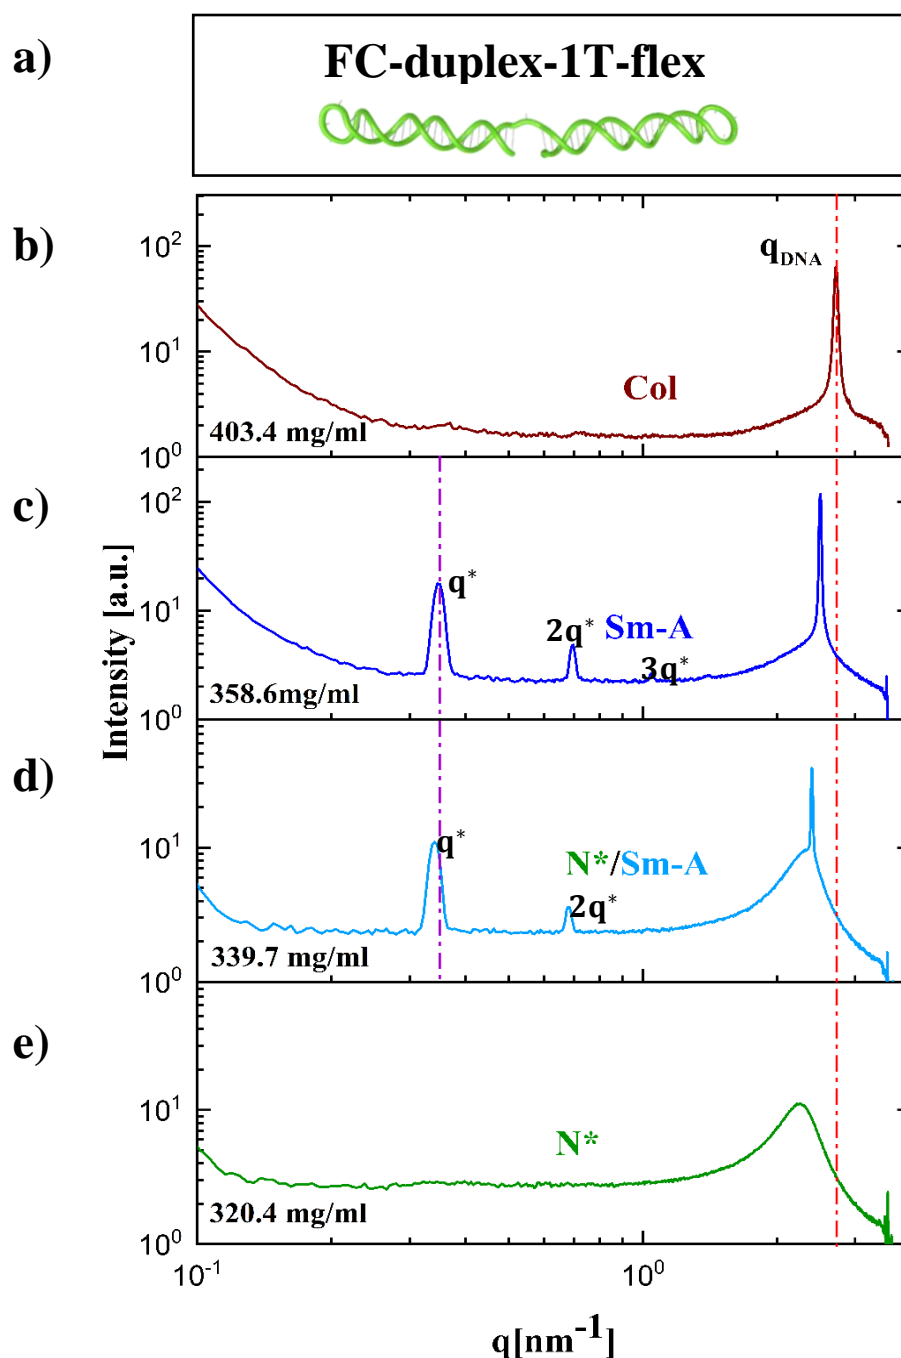 a)
FC-duplex-1T-flex
b)
10²
10¹
10⁰
q_DNA
Col
403.4 mg/ml
c)
10²
10¹
10⁰
q*
2q*
Sm-A
3q*
358.6mg/ml
d)
10¹
10⁰
q*
N*/Sm-A
2q*
339.7 mg/ml
e)
10¹
10⁰
N*
320.4 mg/ml
Intensity [a.u.]
10⁻¹
10⁰
q[nm⁻¹]